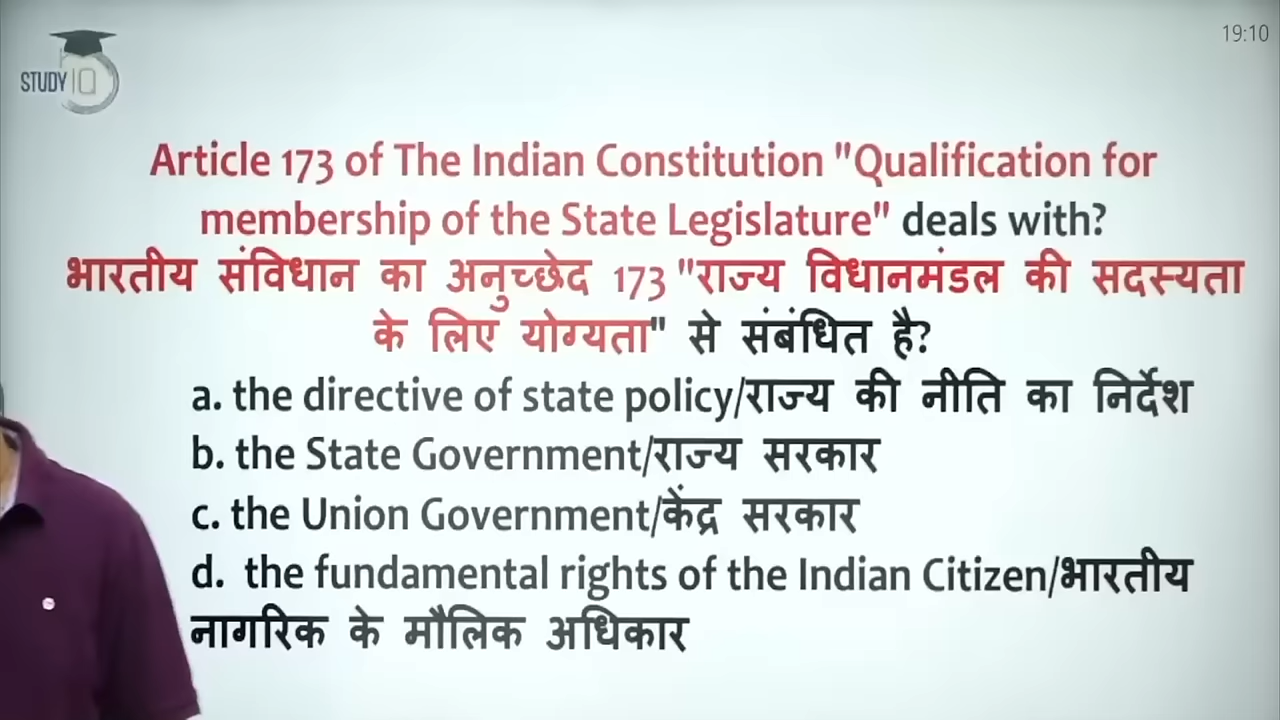 19:10
STUDY IQ
Article 173 of The Indian Constitution "Qualification for
membership of the State Legislature" deals with?
भारतीय संविधान का अनुच्छेद 173 "राज्य विधानमंडल की सदस्यता
के लिए योग्यता" से संबंधित है?
a. the directive of state policy/राज्य की नीति का निर्देश
b. the State Government/राज्य सरकार
c. the Union Government/केंद्र सरकार
d. the fundamental rights of the Indian Citizen/भारतीय
नागरिक के मौलिक अधिकार